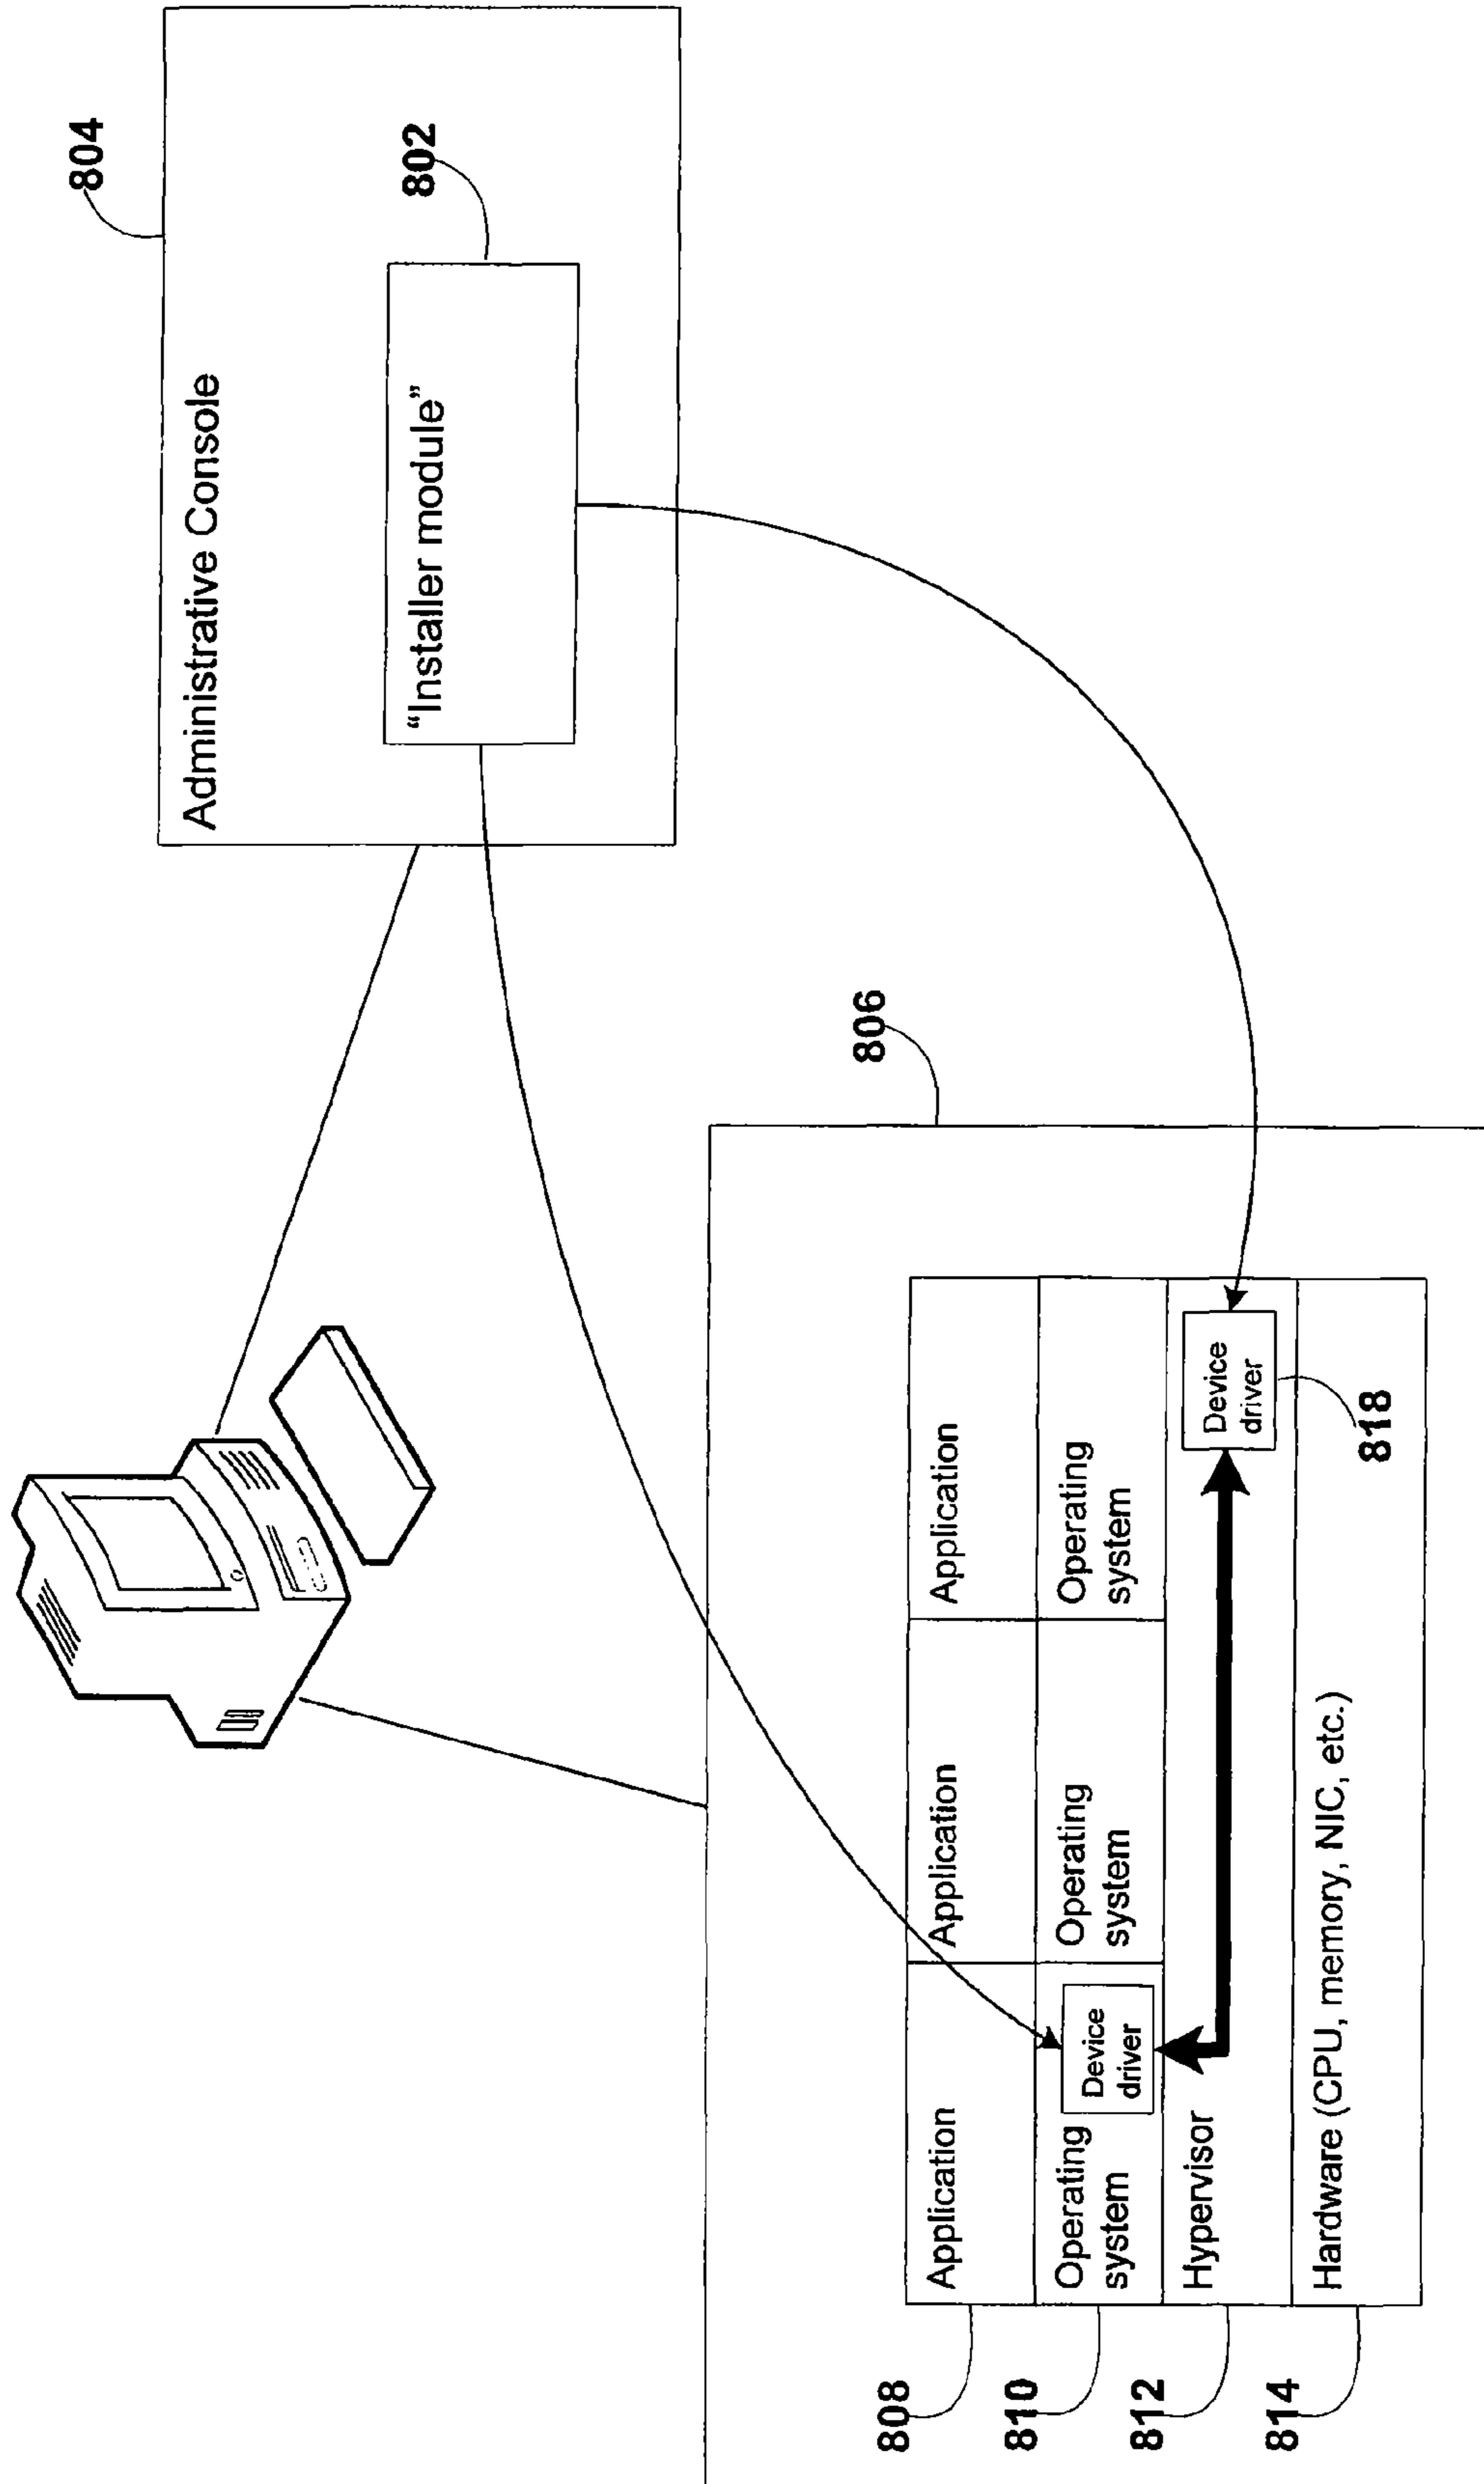 804
Administrative Console
802
“Installer module”
806
Application
Application
Application
808
Operating
system
Device
driver
Operating
system
Operating
system
810
Hypervisor
Device
driver
812
818
Hardware (CPU, memory, NIC, etc.)
814